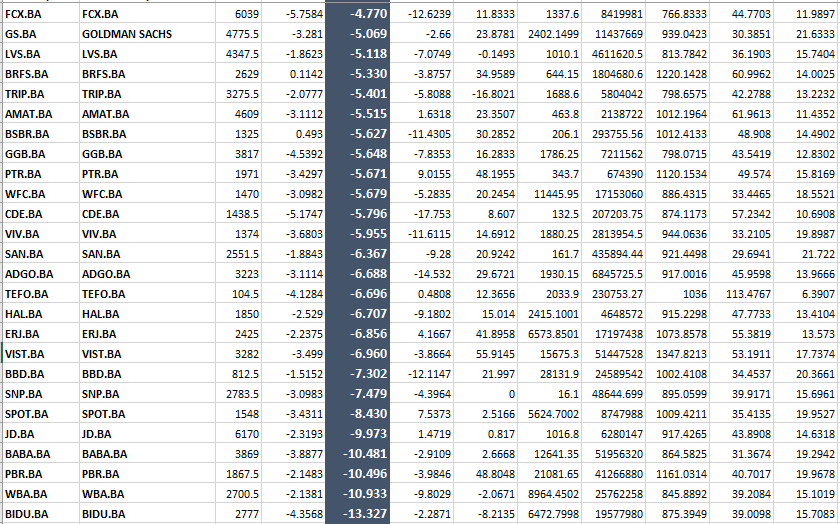 FCX.BA FCX.BA 6039 -5.7584 -4.770 -12.6239 11.8333 1337.6 8419981 766.8333 44.7703 11.9897
GS.BA GOLDMAN SACHS 4775.5 -3.281 -5.069 -2.66 23.8781 2402.1499 11437669 939.0423 30.3851 21.6333
LVS.BA LVS.BA 4347.5 -1.8623 -5.118 -7.0749 -0.1493 1010.1 4611620.5 813.7842 36.1903 15.7404
BRFS.BA BRFS.BA 2629 0.1142 -5.330 -3.8757 34.9589 644.15 1804680.6 1220.1428 60.9962 14.0025
TRIP.BA TRIP.BA 3275.5 -2.0777 -5.401 -5.8088 -16.8021 1688.6 5804042 798.6575 42.2788 13.2232
AMAT.BA AMAT.BA 4609 -3.1112 -5.515 1.6318 23.3507 463.8 2138722 1012.1964 61.9613 11.4352
BSBR.BA BSBR.BA 1325 0.493 -5.627 -11.4305 30.2852 206.1 293755.56 1012.4133 48.908 14.4902
GGB.BA GGB.BA 3817 -4.5392 -5.648 -7.8353 16.2833 1786.25 7211562 798.0715 43.5419 12.8302
PTR.BA PTR.BA 1971 -3.4297 -5.671 9.0155 48.1955 343.7 674390 1120.1534 49.574 15.8169
WFC.BA WFC.BA 1470 -3.0982 -5.679 -5.2835 20.2454 11445.95 17153060 886.4315 33.4465 18.5521
CDE.BA CDE.BA 1438.5 -5.1747 -5.796 -17.753 8.607 132.5 207203.75 874.1173 57.2342 10.6908
VIV.BA VIV.BA 1374 -3.6803 -5.955 -11.6115 14.6912 1880.25 2813954.5 944.0636 33.2105 19.8987
SAN.BA SAN.BA 2551.5 -1.8843 -6.367 -9.28 20.9242 161.7 435894.44 921.4498 29.6941 21.722
ADGO.BA ADGO.BA 3223 -3.1114 -6.688 -14.532 29.6721 1930.15 6845725.5 917.0016 45.9598 13.9666
TEFO.BA TEFO.BA 104.5 -4.1284 -6.696 0.4808 12.3656 2033.9 230753.27 1036 113.4767 6.3907
HAL.BA HAL.BA 1850 -2.529 -6.707 -9.1802 15.014 2415.1001 4648572 915.2298 47.7733 13.4104
ERJ.BA ERJ.BA 2425 -2.2375 -6.856 4.1667 41.8958 6573.8501 17197438 1073.8578 55.3819 13.573
VIST.BA VIST.BA 3282 -3.499 -6.960 -3.8664 55.9145 15675.3 51447528 1347.8213 53.1911 17.7374
BBD.BA BBD.BA 812.5 -1.5152 -7.302 -12.1147 21.997 28131.9 24589542 1002.4108 54.4537 20.3661
SNP.BA SNP.BA 2783.5 -3.0983 -7.479 -4.3964 0 16.1 48644.699 895.0599 39.9171 15.6961
SPOT.BA SPOT.BA 1548 -3.4311 -8.430 7.5373 2.5166 5624.7002 8747988 1009.4211 35.4135 19.9527
JD.BA JD.BA 6170 -2.3193 -9.973 1.4719 0.817 1016.8 6280147 917.4265 43.8908 14.6318
BABA.BA BABA.BA 3869 -3.8877 -10.481 -2.9109 2.6668 12641.35 51956320 864.5825 31.3674 19.2942
PBR.BA PBR.BA 1867.5 -2.1483 -10.496 -3.9846 48.8048 21081.65 41266880 1161.0314 40.7017 19.9678
WBA.BA WBA.BA 2700.5 -2.1381 -10.933 -9.8029 -2.0671 8964.4502 25762258 845.8892 39.2084 15.1019
BIDU.BA BIDU.BA 2777 -4.3568 -13.327 -2.2871 -8.2135 6472.7998 19577980 875.3949 39.0098 15.7083